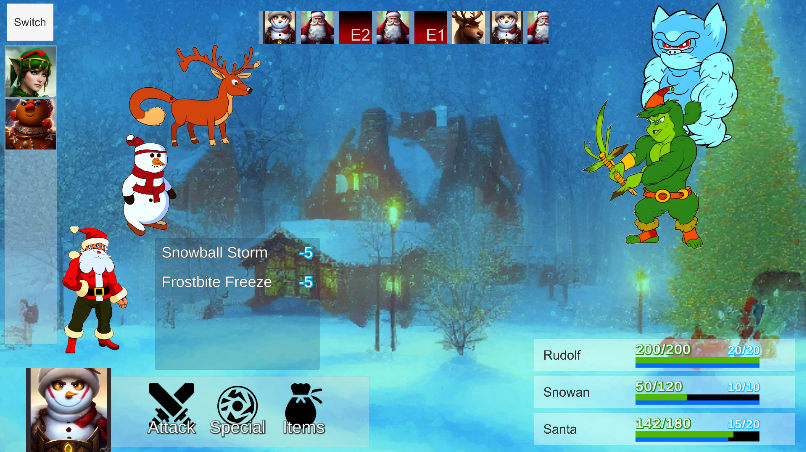 Switch
E2
E1
Snowball Storm -5
Frostbite Freeze -5
Rudolf 200/200 20/20
Snowan 50/120 10/10
Santa 142/180 15/20
Attack Special Items